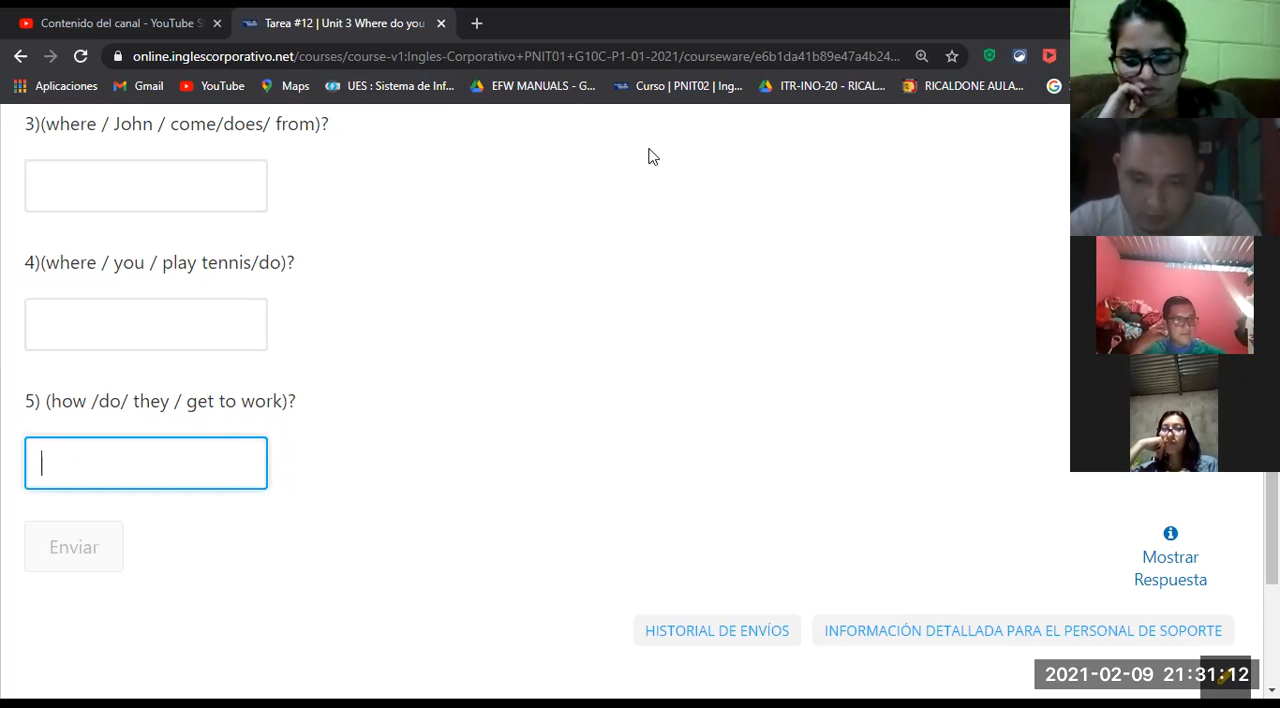 Contenido del canal - YouTube S
Tarea #12 | Unit 3 Where do you
online.inglescorporativo.net/courses/course-v1:Ingles-Corporativo+PNIT01+G10C-P1-01-2021/courseware/e6b1da41b89e47a4b24...
Aplicaciones Gmail YouTube Maps UES : Sistema de Inf... EFW MANUALS - G... Curso | PNIT02 | Ing... ITR-INO-20 - RICAL... RICALDONE AULA...
3)(where / John / come/does/ from)?
4)(where / you / play tennis/do)?
5) (how /do/ they / get to work)?
Enviar
Mostrar
Respuesta
HISTORIAL DE ENVÍOS
INFORMACIÓN DETALLADA PARA EL PERSONAL DE SOPORTE
2021-02-09 21:31:12